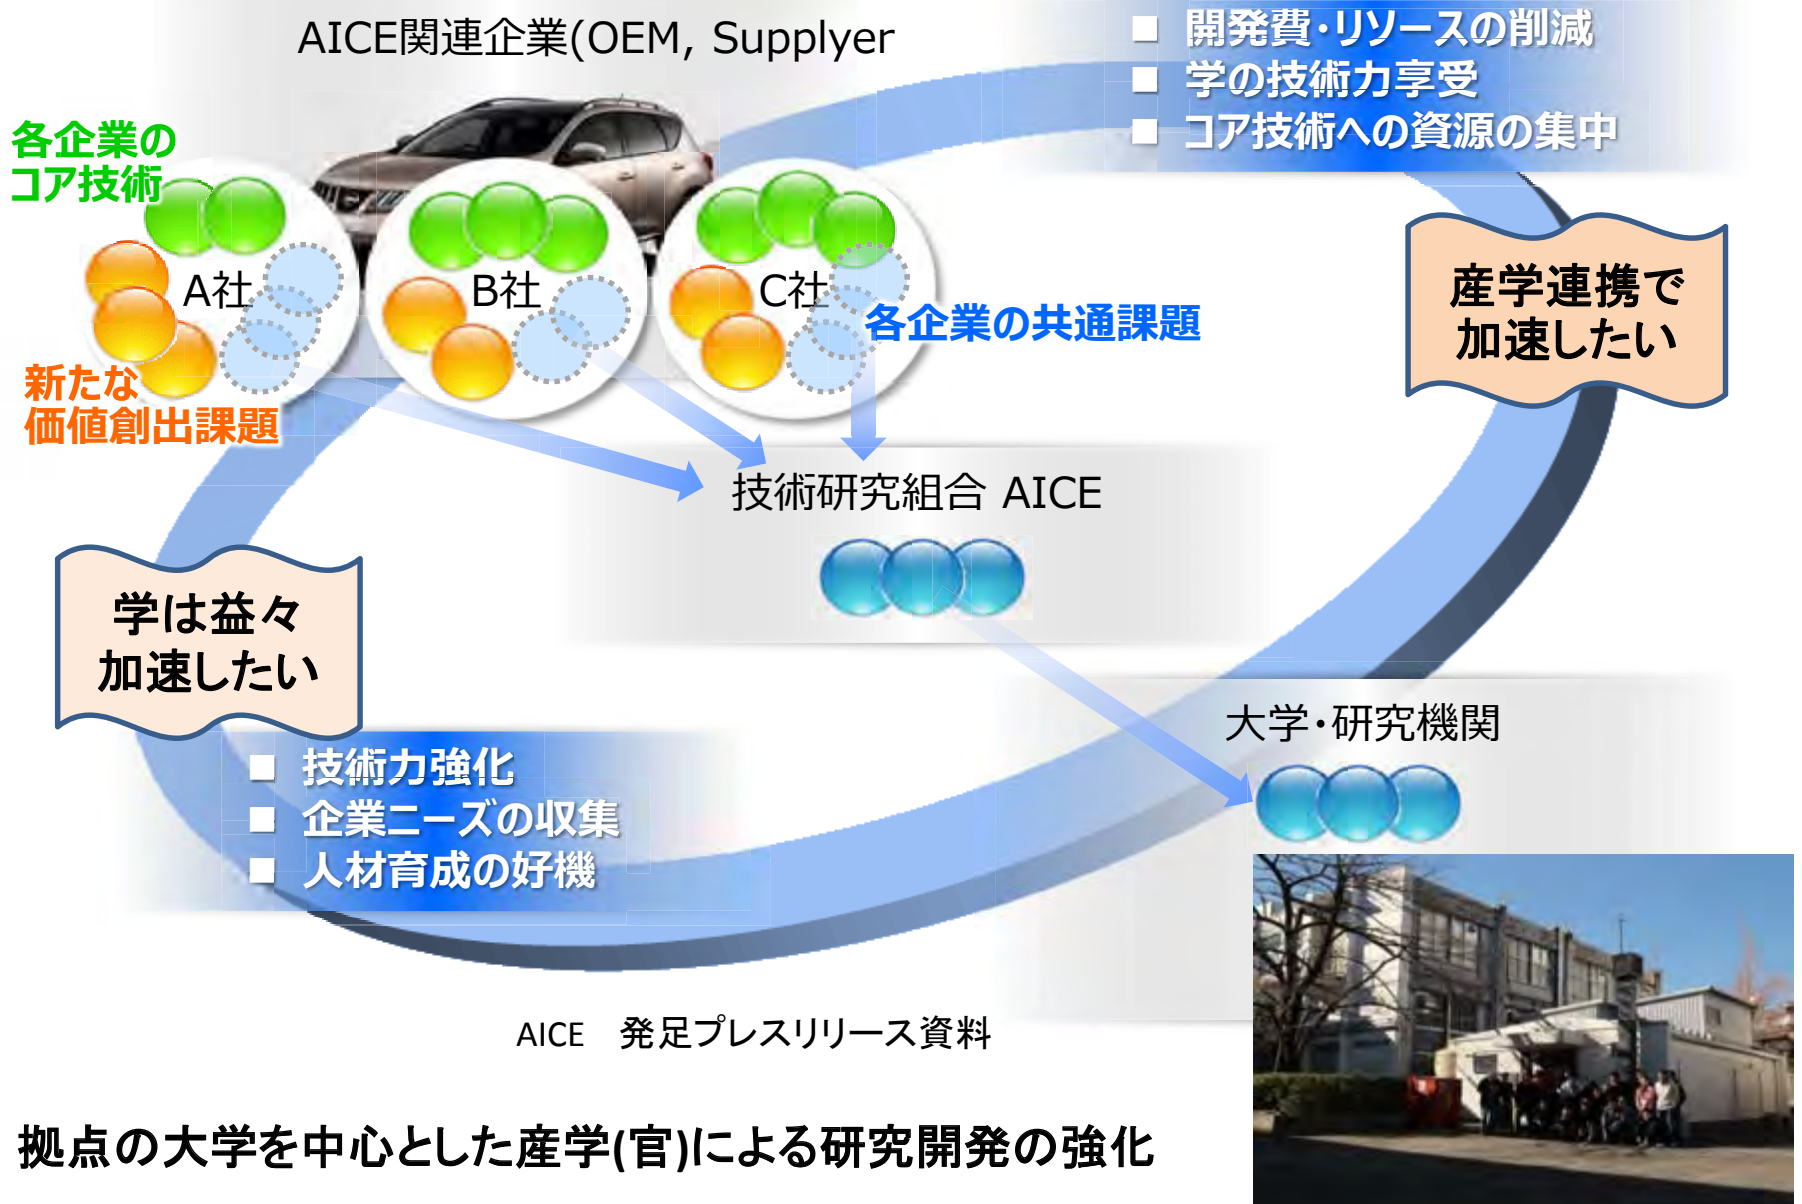 AICE関連企業(OEM, Supplyer
■ 開発費・リソースの削減
■ 学の技術力享受
■ コア技術への資源の集中
各企業の
コア技術
A社
B社
C社
各企業の共通課題
新たな
価値創出課題
産学連携で
加速したい
技術研究組合 AICE
学は益々
加速したい
大学・研究機関
■ 技術力強化
■ 企業ニーズの収集
■ 人材育成の好機
AICE 発足プレスリリース資料
拠点の大学を中心とした産学(官)による研究開発の強化